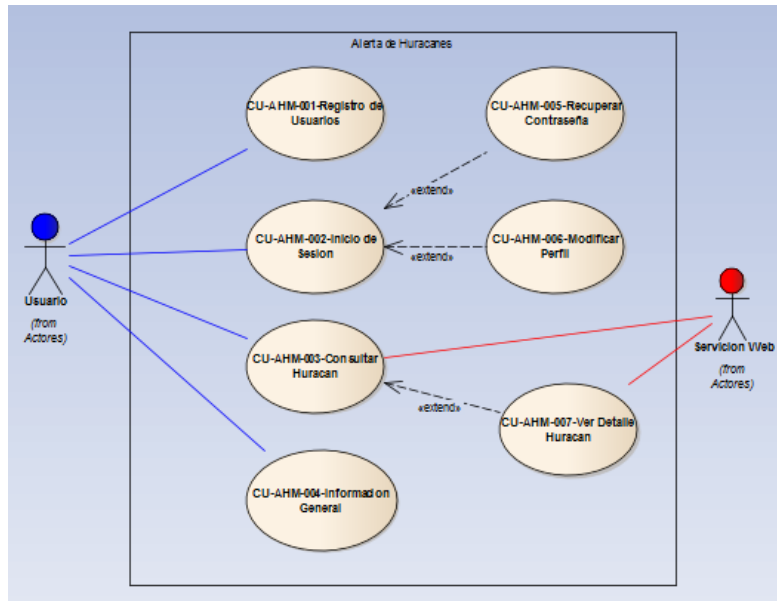 Alerta de Huracanes
CU-AHM-001-Registro de
Usuarios
CU-AHM-005-Recuperar
Contraseña
«extend»
CU-AHM-002-Inicio de
Sesion
CU-AHM-006-Modificar
Perfil
«extend»
Usuario
(from
Actores)
CU-AHM-003-Consultar
Huracan
Servicion Web
(from
Actores)
«extend»
CU-AHM-007-Ver Detalle
Huracan
CU-AHM-004-Informacion
General